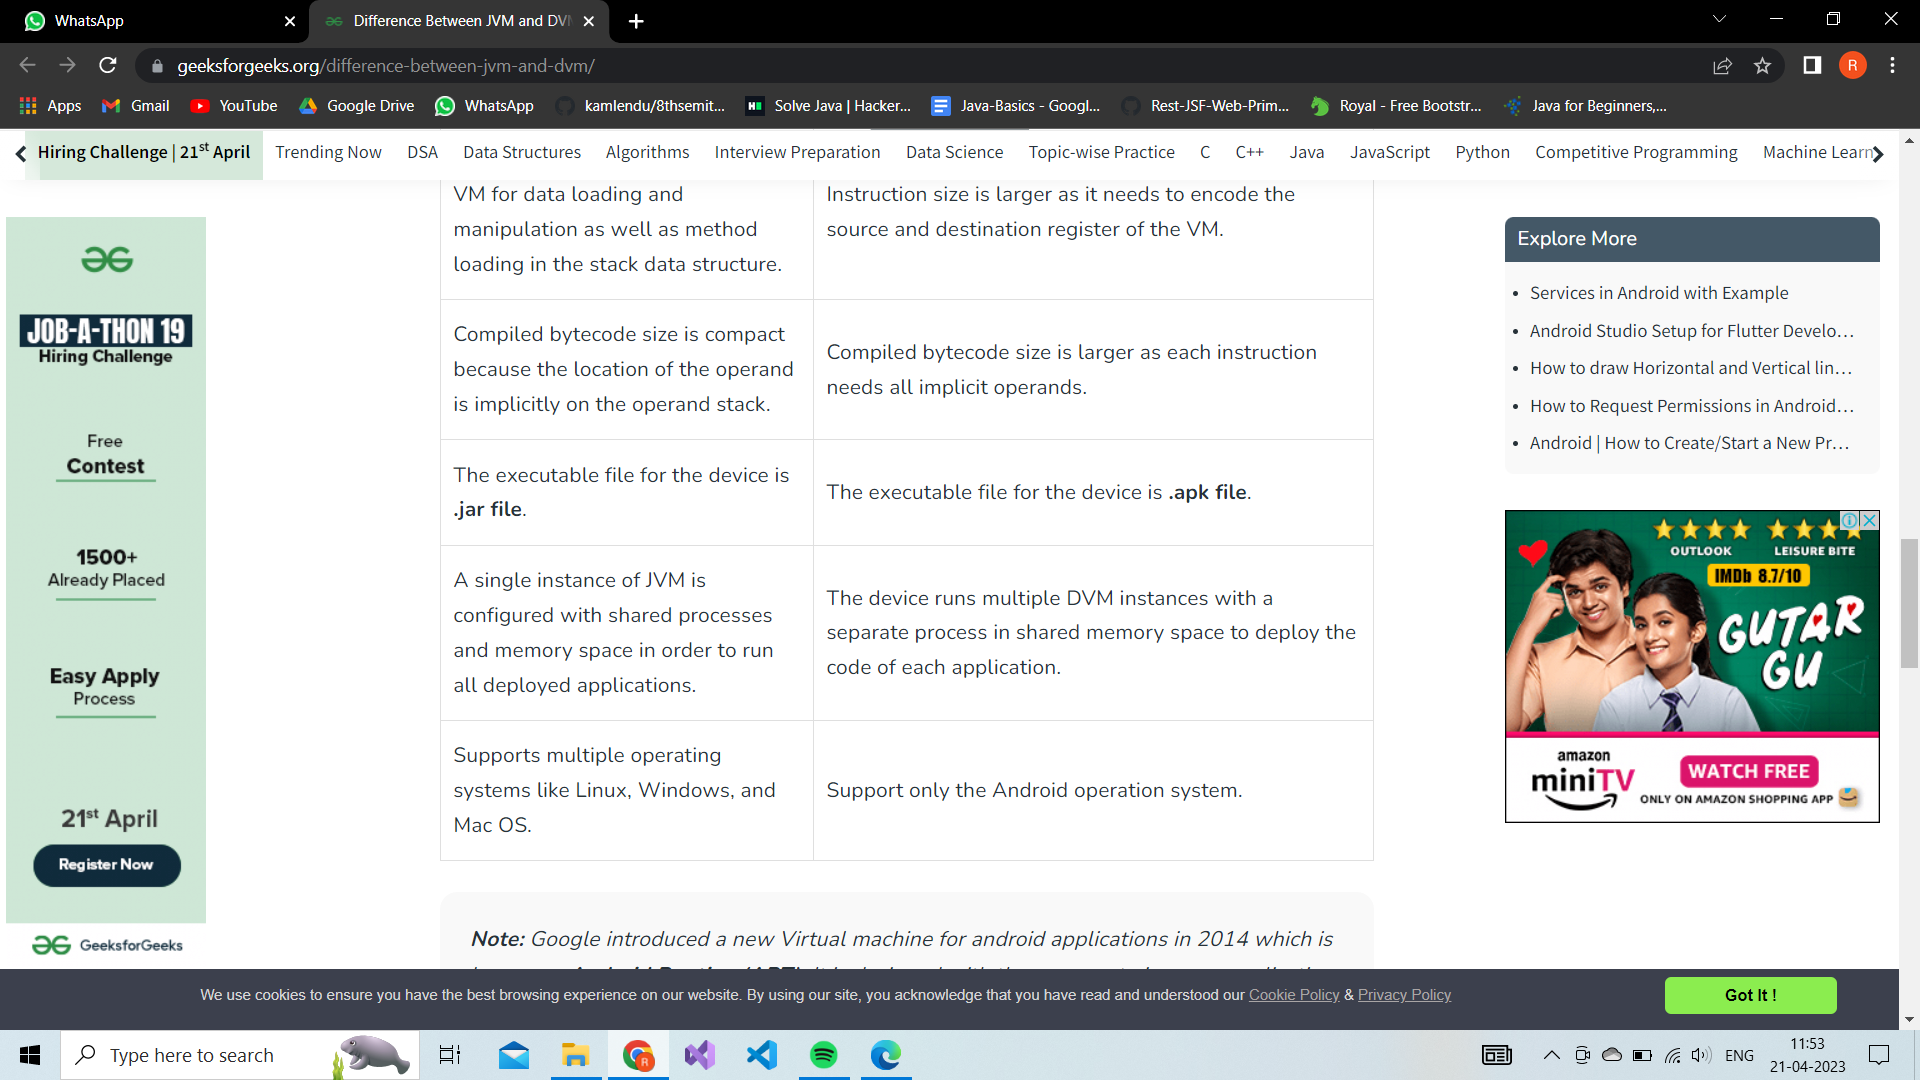 WhatsApp
Difference Between JVM and DVM
geeksforgeeks.org/difference-between-jvm-and-dvm/
R
Apps
Gmail
YouTube
Google Drive
WhatsApp
kamlendu/8thsemit...
Solve Java | Hacker...
Java-Basics - Googl...
Rest-JSF-Web-Prim...
Royal - Free Bootstr...
Java for Beginners,...
Hiring Challenge | 21st April
Trending Now
DSA
Data Structures
Algorithms
Interview Preparation
Data Science
Topic-wise Practice
C
C++
Java
JavaScript
Python
Competitive Programming
Machine Learn
JOB-A-THON 19
Hiring Challenge
Free
Contest
1500+
Already Placed
Easy Apply
Process
21st April
Register Now
GeeksforGeeks
VM for data loading and
manipulation as well as method
loading in the stack data structure.
Instruction size is larger as it needs to encode the
source and destination register of the VM.
Compiled bytecode size is compact
because the location of the operand
is implicitly on the operand stack.
Compiled bytecode size is larger as each instruction
needs all implicit operands.
The executable file for the device is
.jar file.
The executable file for the device is .apk file.
A single instance of JVM is
configured with shared processes
and memory space in order to run
all deployed applications.
The device runs multiple DVM instances with a
separate process in shared memory space to deploy the
code of each application.
Supports multiple operating
systems like Linux, Windows, and
Mac OS.
Support only the Android operation system.
Note: Google introduced a new Virtual machine for android applications in 2014 which is
Explore More
Services in Android with Example
Android Studio Setup for Flutter Develo...
How to draw Horizontal and Vertical lin...
How to Request Permissions in Android...
Android | How to Create/Start a New Pr...
OUTLOOK
LEISURE BITE
IMDb 8.7/10
GUTAR
GU
amazon
miniTV
WATCH FREE
ONLY ON AMAZON SHOPPING APP
We use cookies to ensure you have the best browsing experience on our website. By using our site, you acknowledge that you have read and understood our Cookie Policy & Privacy Policy
Got It !
Type here to search
R
ENG
11:53
21-04-2023